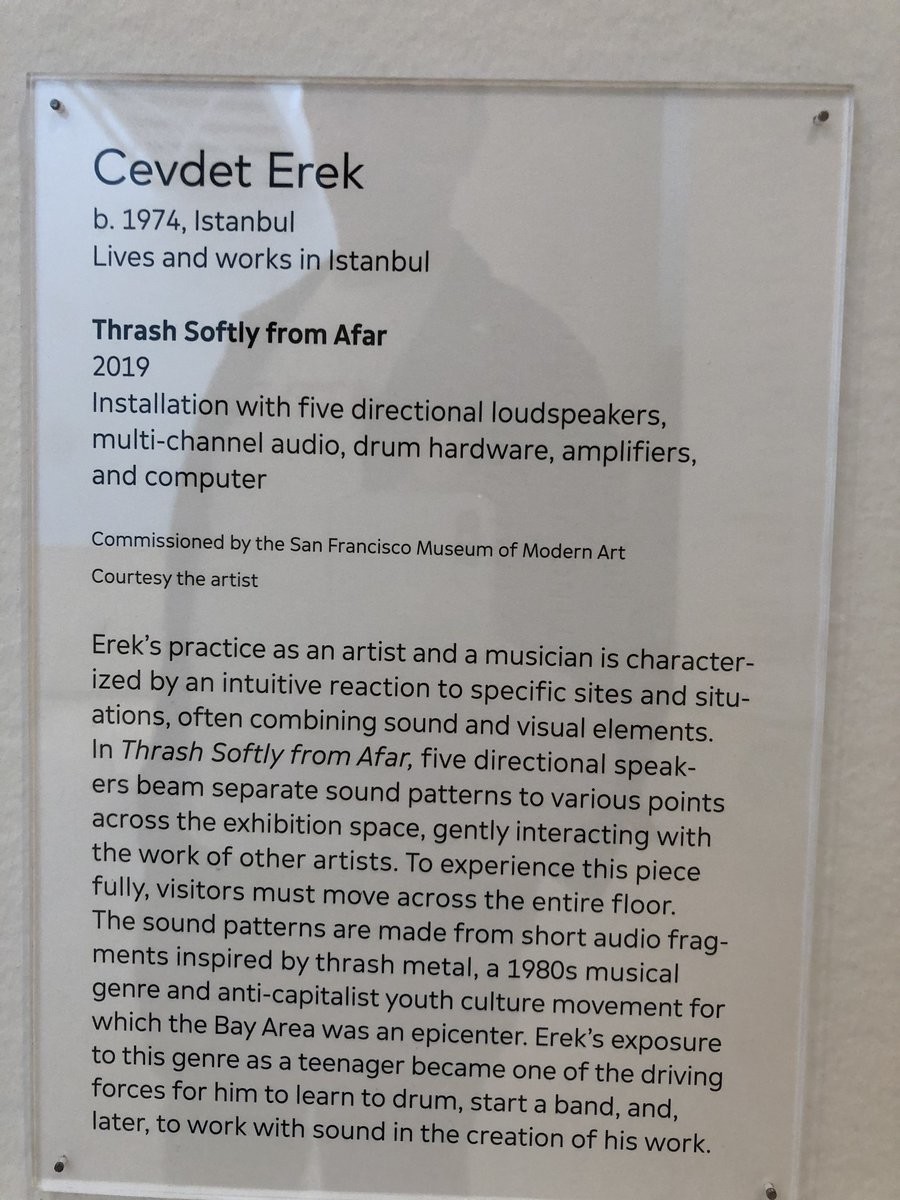 Cevdet Erek
b. 1974, Istanbul
Lives and works in Istanbul
Thrash Softly from Afar
2019
Installation with five directional loudspeakers,
multi-channel audio, drum hardware, amplifiers,
and computer
Commissioned by the San Francisco Museum of Modern Art
Courtesy the artist
Erek’s practice as an artist and a musician is character-
ized by an intuitive reaction to specific sites and situ-
ations, often combining sound and visual elements.
In Thrash Softly from Afar, five directional speak-
ers beam separate sound patterns to various points
across the exhibition space, gently interacting with
the work of other artists. To experience this piece
fully, visitors must move across the entire floor.
The sound patterns are made from short audio frag-
ments inspired by thrash metal, a 1980s musical
genre and anti-capitalist youth culture movement for
which the Bay Area was an epicenter. Erek’s exposure
to this genre as a teenager became one of the driving
forces for him to learn to drum, start a band, and,
later, to work with sound in the creation of his work.